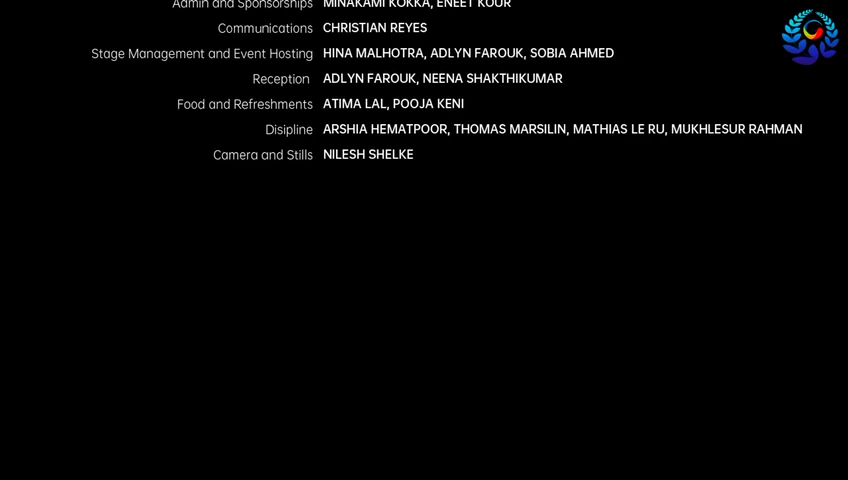 Admin and Sponsorships MINAKAMI KOKKA, ENEET KOUR
Communications CHRISTIAN REYES
Stage Management and Event Hosting HINA MALHOTRA, ADLYN FAROUK, SOBIA AHMED
Reception ADLYN FAROUK, NEENA SHAKTHIKUMAR
Food and Refreshments ATIMA LAL, POOJA KENI
Disipline ARSHIA HEMATPOOR, THOMAS MARSILIN, MATHIAS LE RU, MUKHLESUR RAHMAN
Camera and Stills NILESH SHELKE